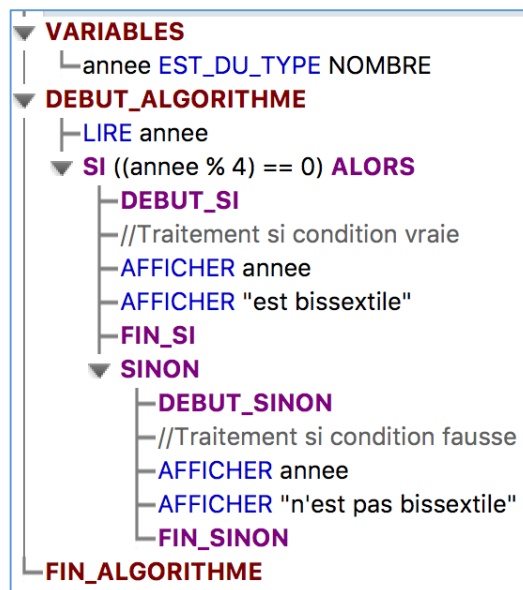 VARIABLES
annee EST_DU_TYPE NOMBRE
DEBUT_ALGORITHME
LIRE annee
SI ((annee % 4) == 0) ALORS
DEBUT_SI
//Traitement si condition vraie
AFFICHER annee
AFFICHER "est bissextile"
FIN_SI
SINON
DEBUT_SINON
//Traitement si condition fausse
AFFICHER annee
AFFICHER "n'est pas bissextile"
FIN_SINON
FIN_ALGORITHME